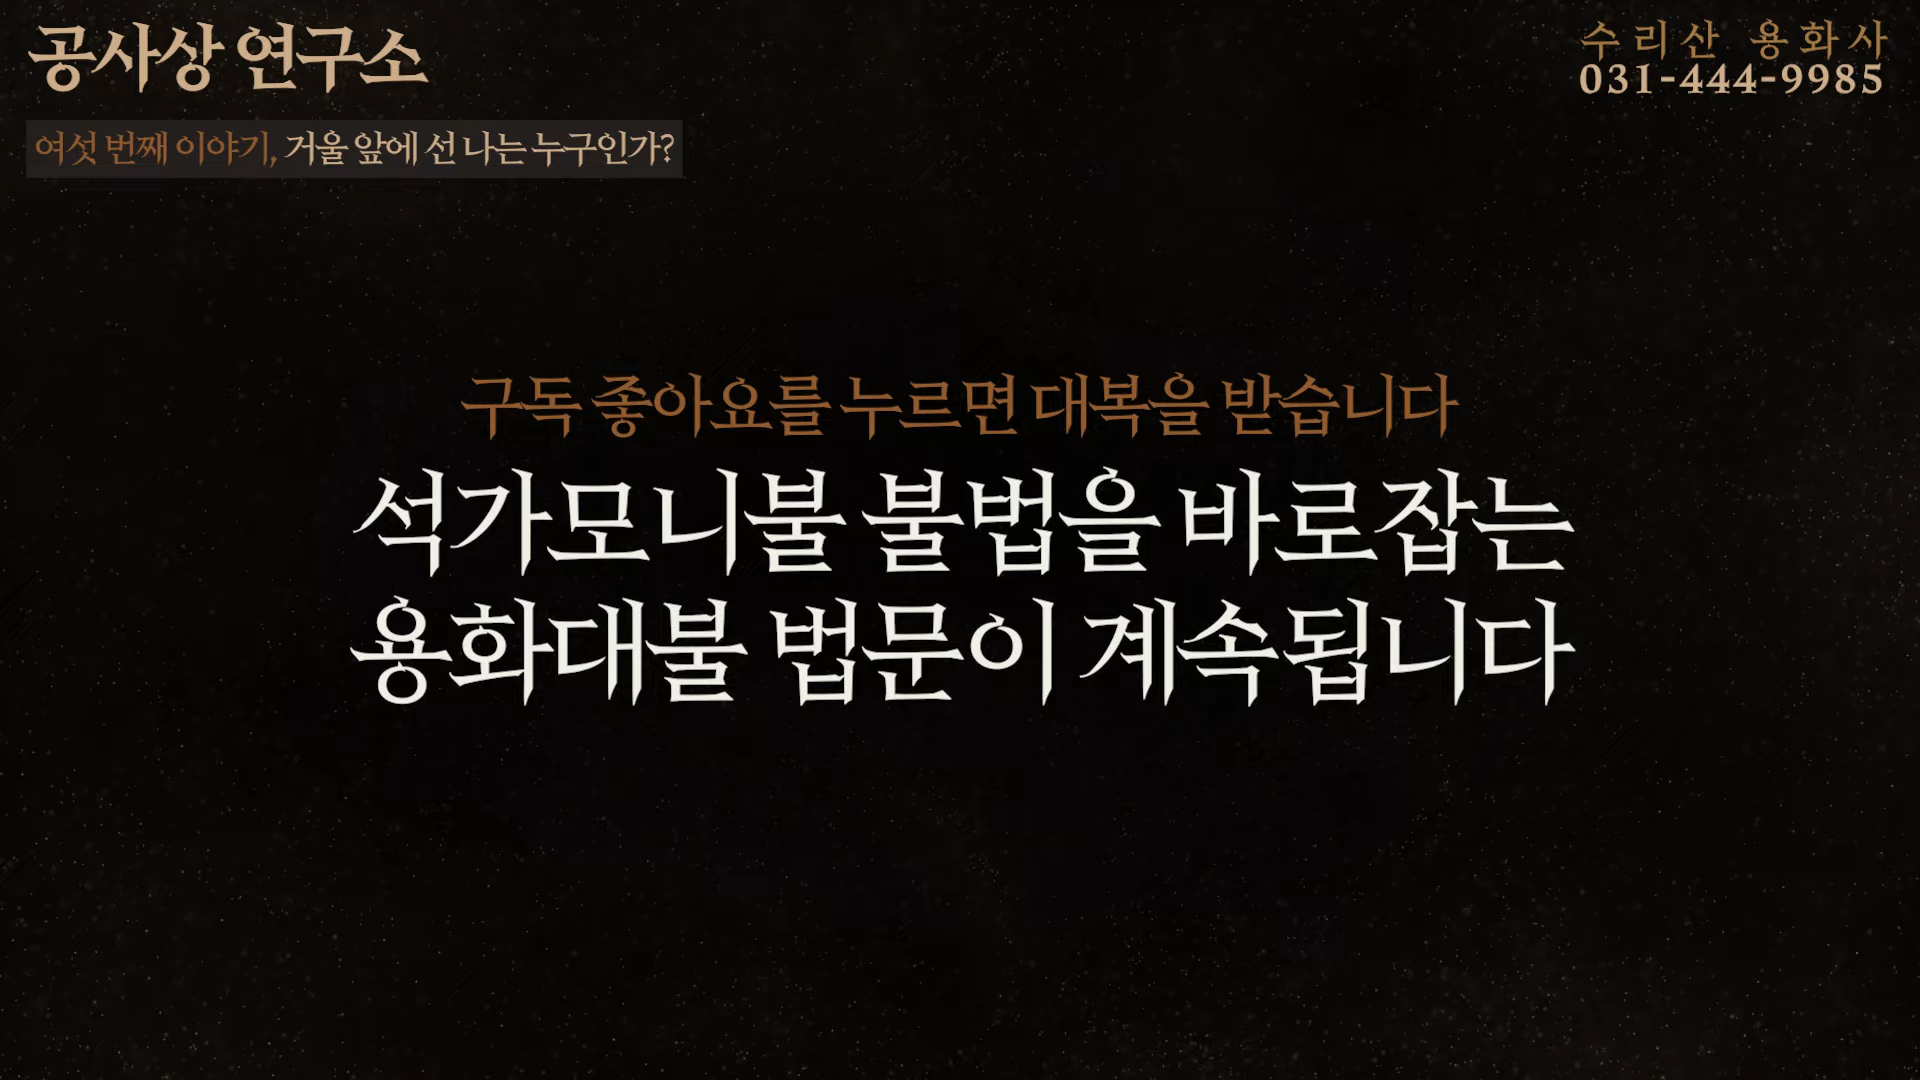 공사상 연구소
수리산 용화사
031-444-9985
여섯 번째 이야기, 거울 앞에 선 나는 누구인가?
구독 좋아요를 누르면 대복을 받습니다
석가모니불 불법을 바로잡는
용화대불 법문이 계속됩니다